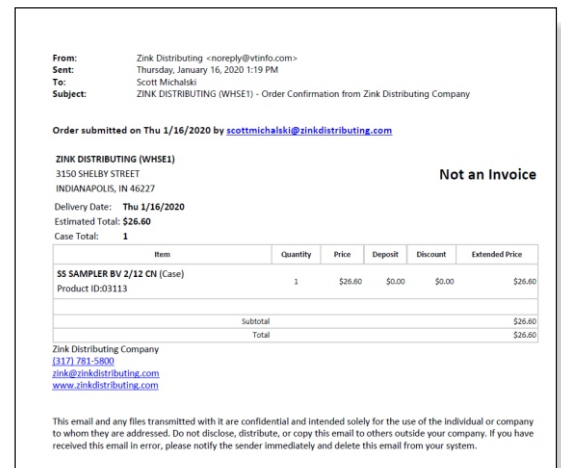 From: Zink Distributing <noreply@vtinfo.com>
Sent: Thursday, January 16, 2020 1:19 PM
To: Scott Michalski
Subject: ZINK DISTRIBUTING (WHSE1) - Order Confirmation from Zink Distributing Company
Order submitted on Thu 1/16/2020 by scottmichalski@zinkdistributing.com
ZINK DISTRIBUTING (WHSE1)
3150 SHELBY STREET
Not an Invoice
INDIANAPOLIS, IN 46227
Delivery Date: Thu 1/16/2020
Estimated Total: $26.60
Case Total: 1
Item Quantity Price Deposit Discount Extended Price
SS SAMPLER BV 2/12 CN (Case)
1 $26.60 $0.00 $0.00 $26.60
Product ID:03113
Subtotal $26.60
Total $26.60
Zink Distributing Company
(317) 781-5800
zink@zinkdistributing.com
www.zinkdistributing.com
This email and any files transmitted with it are confidential and intended solely for the use of the individual or company
to whom they are addressed. Do not disclose, distribute, or copy this email to others outside your company. If you have
received this email in error, please notify the sender immediately and delete this email from your system.